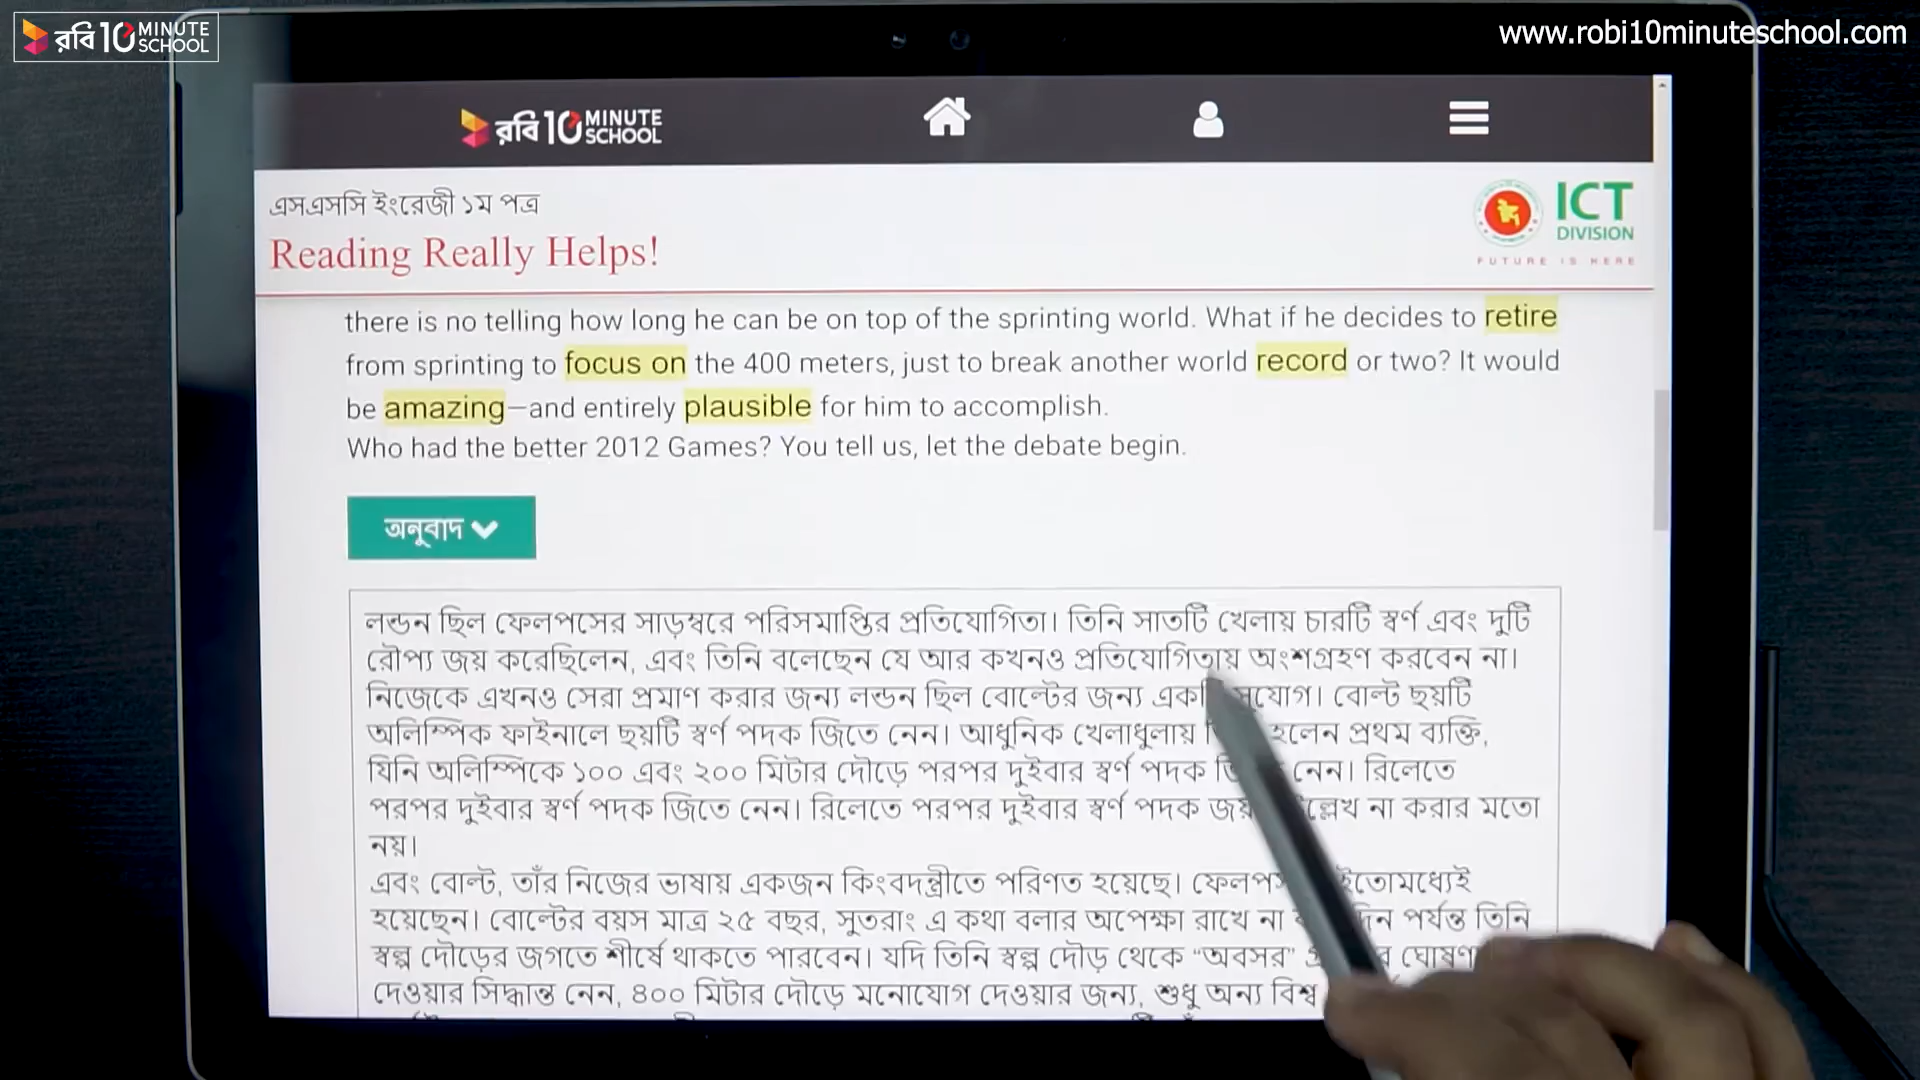 রবি 10 MINUTE SCHOOL
www.robi10minuteschool.com
রবি 10 MINUTE SCHOOL
এসএসসি ইংরেজী ১ম পত্র
Reading Really Helps!
ICT
DIVISION
FUTURE IS HERE
there is no telling how long he can be on top of the sprinting world. What if he decides to retire
from sprinting to focus on the 400 meters, just to break another world record or two? It would
be amazing—and entirely plausible for him to accomplish.
Who had the better 2012 Games? You tell us, let the debate begin.
অনুবাদ
লন্ডন ছিল ফেলপসের সাড়ম্বরে পরিসমাপ্তির প্রতিযোগিতা। তিনি সাতটি খেলায় চারটি স্বর্ণ এবং দুটি
রৌপ্য জয় করেছিলেন, এবং তিনি বলেছেন যে আর কখনও প্রতিযোগিতায় অংশগ্রহণ করবেন না।
নিজেকে এখনও সেরা প্রমাণ করার জন্য লন্ডন ছিল বোল্টের জন্য একটি সুযোগ। বোল্ট ছয়টি
অলিম্পিক ফাইনালে ছয়টি স্বর্ণ পদক জিতে নেন। আধুনিক খেলাধুলায় হলেন প্রথম ব্যক্তি,
যিনি অলিম্পিকে ১০০ এবং ২০০ মিটার দৌড়ে পরপর দুইবার স্বর্ণ পদক নেন। রিলেতে
পরপর দুইবার স্বর্ণ পদক জিতে নেন। রিলেতে পরপর দুইবার স্বর্ণ পদক জয় না করার মতো
নয়।
এবং বোল্ট, তাঁর নিজের ভাষায় একজন কিংবদন্ত্রীতে পরিণত হয়েছে। ফেলপস ইতোমধ্যেই
হয়েছেন। বোল্টের বয়স মাত্র ২৫ বছর, সুতরাং এ কথা বলার অপেক্ষা রাখে না পর্যন্ত তিনি
স্বল্প দৌড়ের জগতে শীর্ষে থাকতে পারবেন। যদি তিনি স্বল্প দৌড় থেকে “অবসর”
দেওয়ার সিদ্ধান্ত নেন, ৪০০ মিটার দৌড়ে মনোযোগ দেওয়ার জন্য, শুধু অন্য বিশ্ব